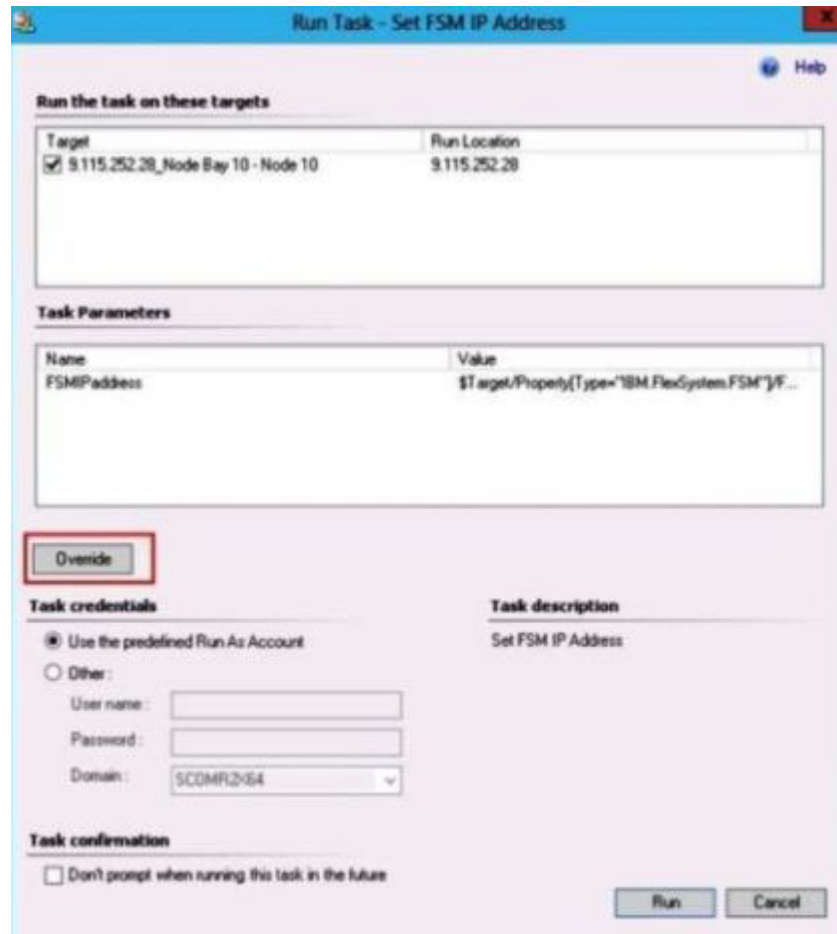 Run Task - Set FSM IP Address
Help
Run the task on these targets
Target Run Location
9.115.252.28_Node Bay 10 - Node 10 9.115.252.28
Task Parameters
Name Value
FSMIPaddress $Target/Property[Type="IBM.FlexSystem.FSM"]/F...
Override
Task credentials Task description
Use the predefined Run As Account Set FSM IP Address
Other :
User name :
Password :
Domain : SCOMR2X64
Task confirmation
Don't prompt when running this task in the future
Run Cancel